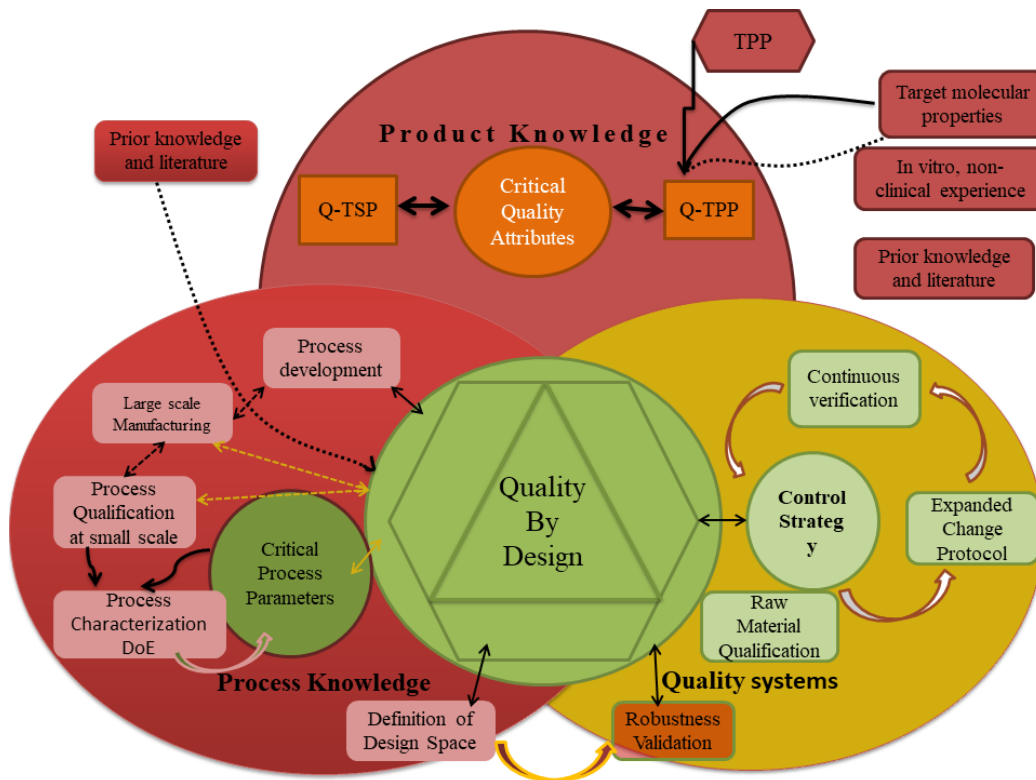 TPP
Target molecular
properties
Product Knowledge
Prior knowledge
and literature
In vitro, non-
clinical experience
Q-TSP
Critical
Quality
Attributes
Q-TPP
Prior knowledge
and literature
Process
development
Continuous
verification
Large scale
Manufacturing
Quality
By
Design
Process
Qualification
at small scale
Critical
Process
Parameters
Control
Strateg
y
Expanded
Change
Protocol
Process
Characterization
DoE
Raw
Material
Qualification
Process Knowledge
Quality systems
Definition of
Design Space
Robustness
Validation